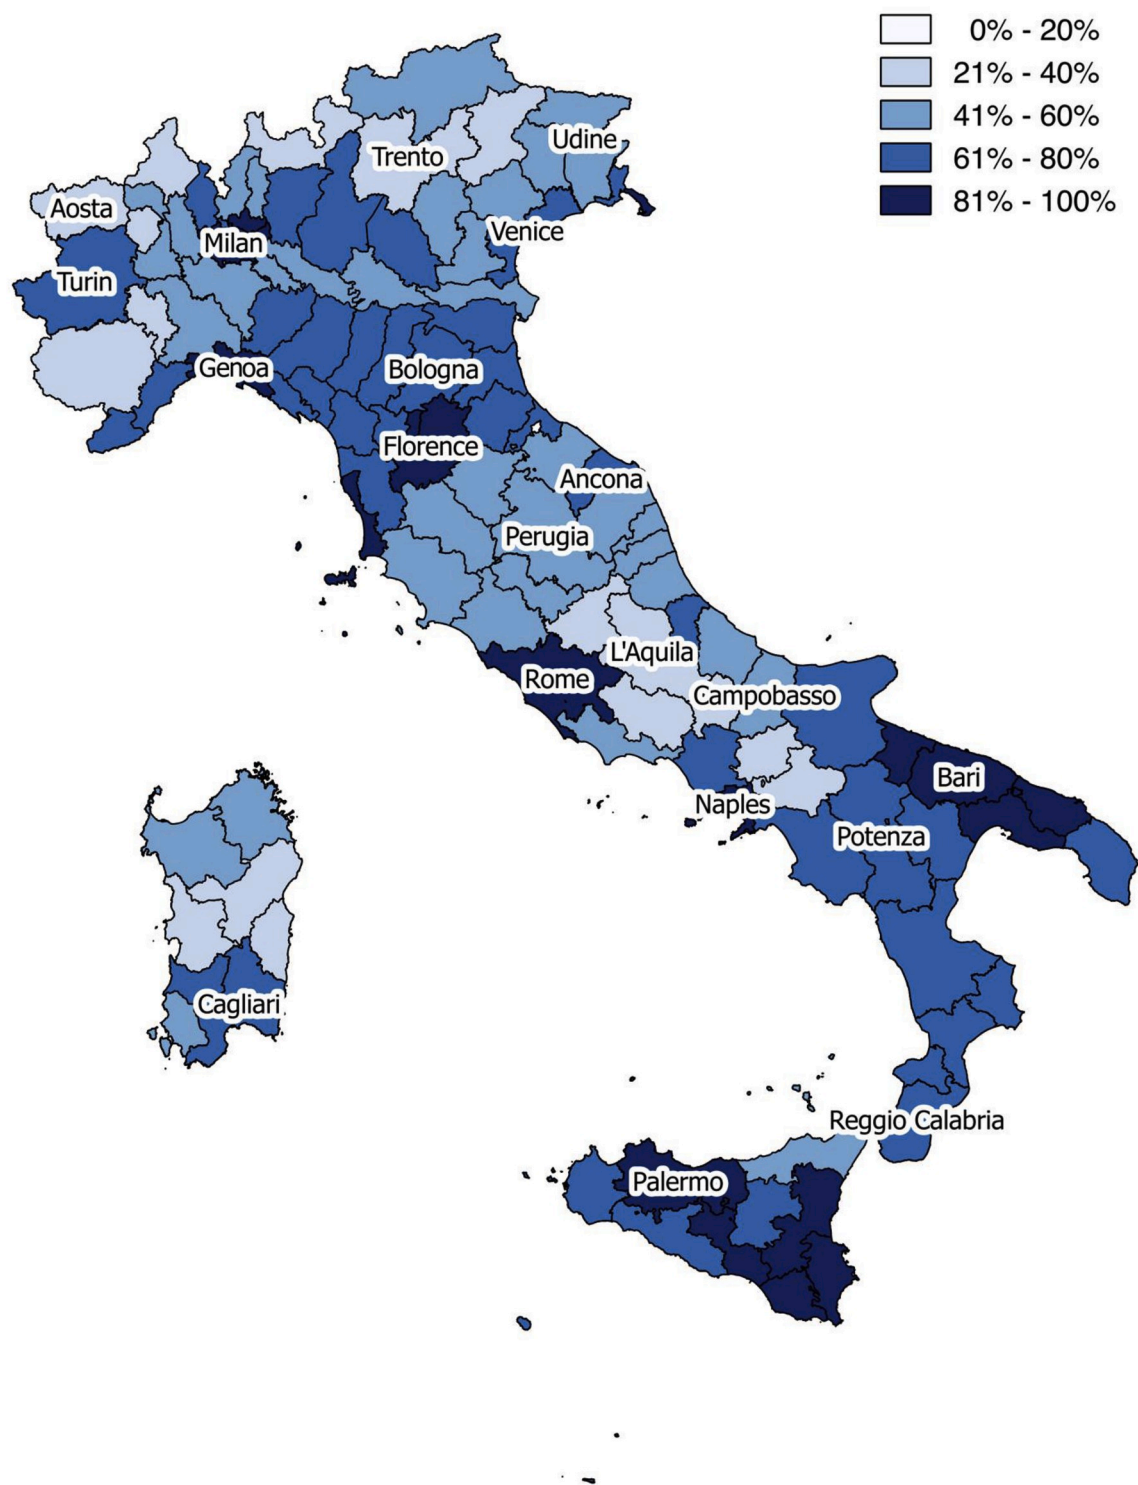 0% - 20%
21% - 40%
41% - 60%
61% - 80%
81% - 100%
Udine
Trento
Aosta
Venice
Milan
Turin
Genoa
Bologna
Florence
Ancona
Perugia
L'Aquila
Rome
Campobasso
Bari
Naples
Potenza
Cagliari
Reggio Calabria
Palermo